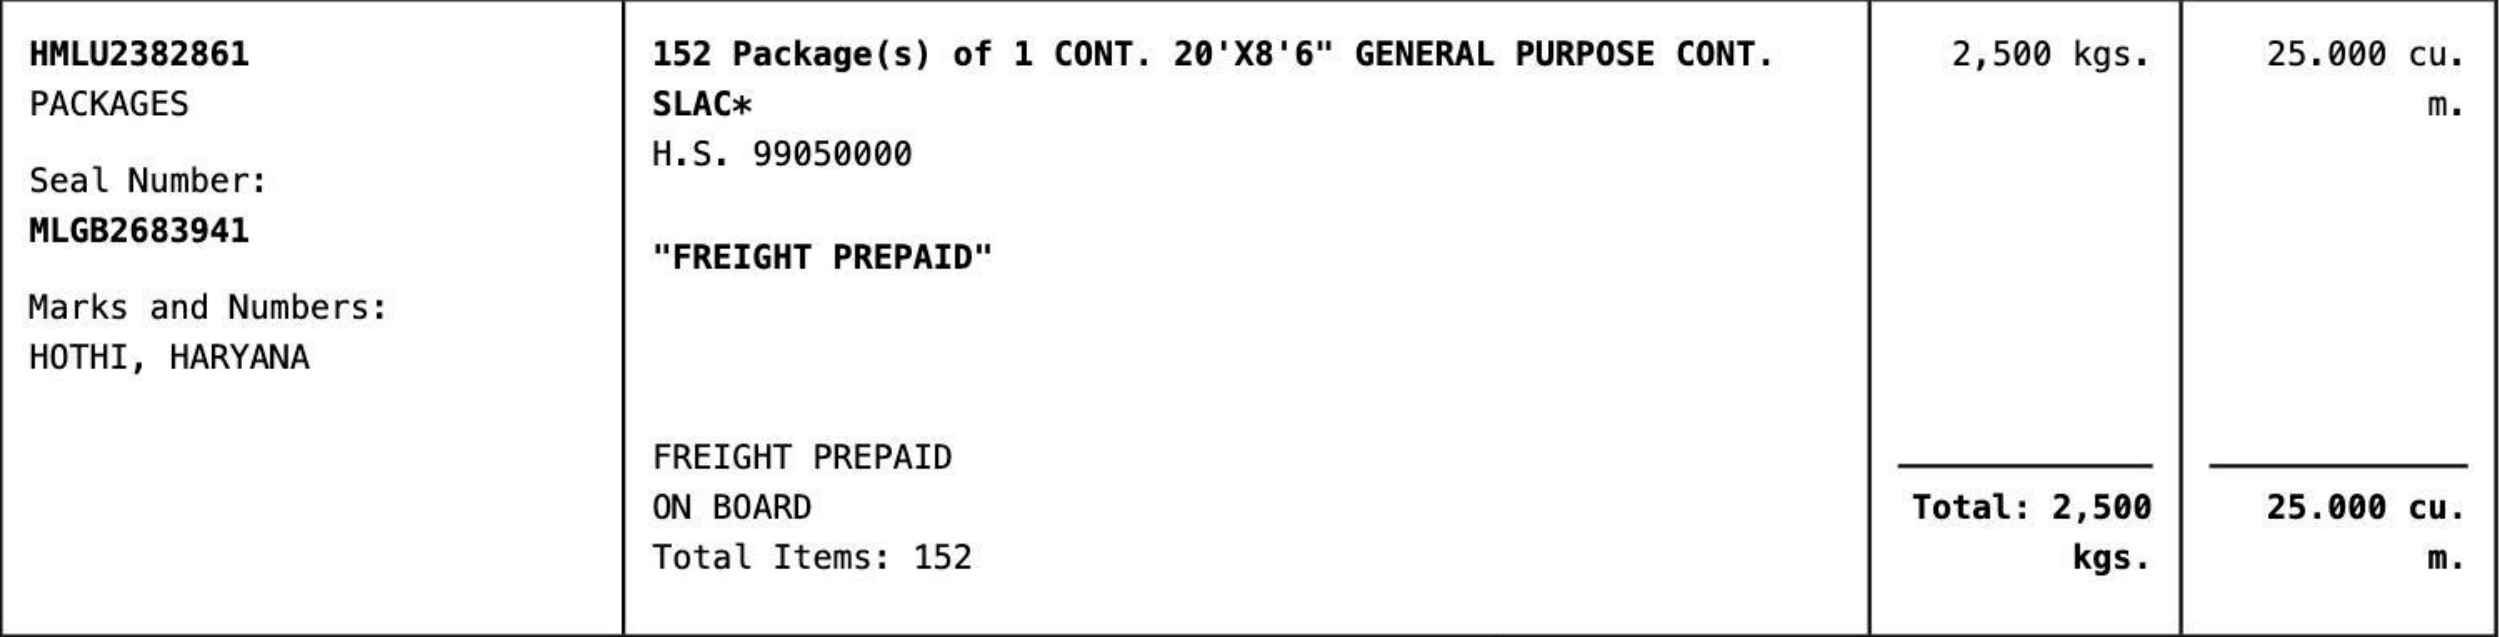 HMLU2382861
PACKAGES
Seal Number:
MLGB2683941
Marks and Numbers:
HOTHI, HARYANA
152 Package(s) of 1 CONT. 20'X8'6" GENERAL PURPOSE CONT.
SLAC*
H.S. 99050000
"FREIGHT PREPAID"
FREIGHT PREPAID
ON BOARD
Total Items: 152
2,500 kgs.
Total: 2,500
kgs.
25.000 cu.
m.
25.000 cu.
m.